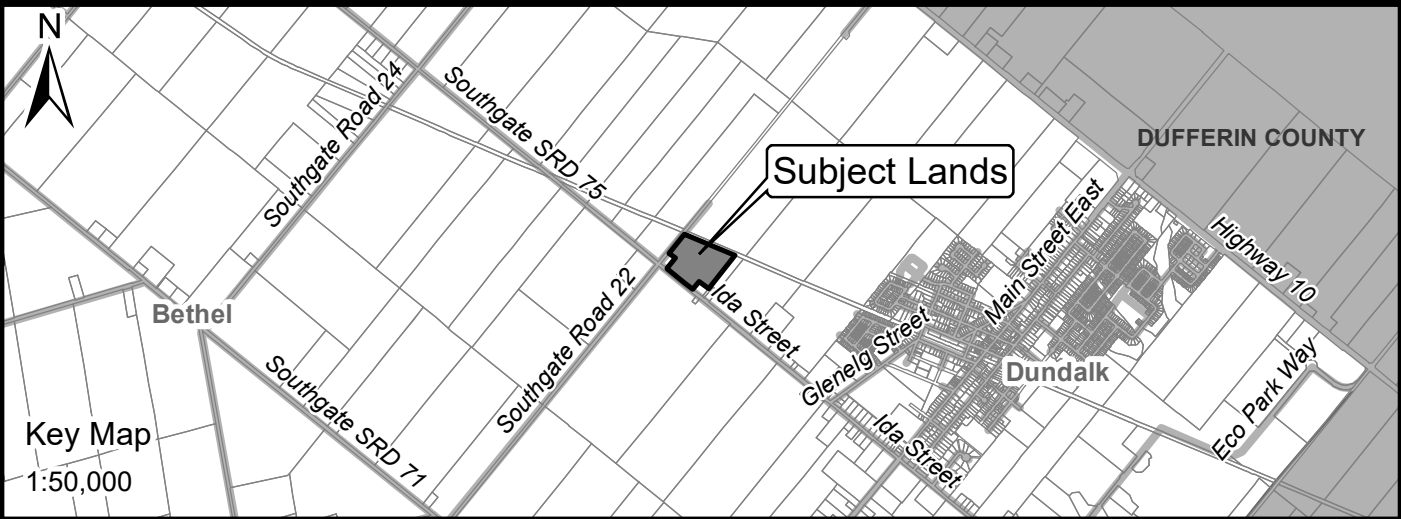 N
Southgate Road 24
Southgate SRD 75
DUFFERIN COUNTY
Subject Lands
Main Street East
Highway 10
Bethel
Southgate Road 22
Ida Street
Glenelg Street
Dundalk
Southgate SRD 71
Ida Street
Eco Park Way
Key Map
1:50,000